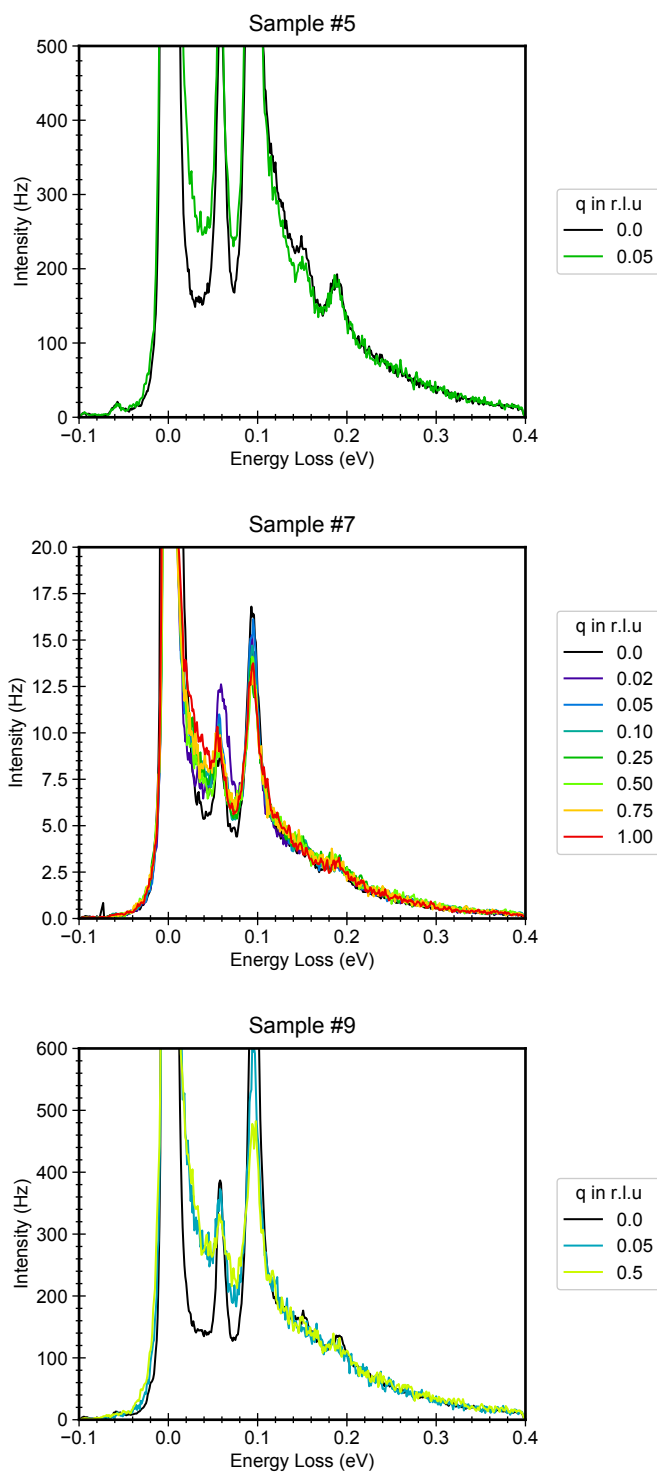 Sample #5
500
400
300
200
100
0
Intensity (Hz)
−0.1 0.0 0.1 0.2 0.3 0.4
Energy Loss (eV)
q in r.l.u
0.0
0.05
Sample #7
20.0
17.5
15.0
12.5
10.0
7.5
5.0
2.5
0.0
Intensity (Hz)
−0.1 0.0 0.1 0.2 0.3 0.4
Energy Loss (eV)
q in r.l.u
0.0
0.02
0.05
0.10
0.25
0.50
0.75
1.00
Sample #9
600
500
400
300
200
100
0
Intensity (Hz)
−0.1 0.0 0.1 0.2 0.3 0.4
Energy Loss (eV)
q in r.l.u
0.0
0.05
0.5